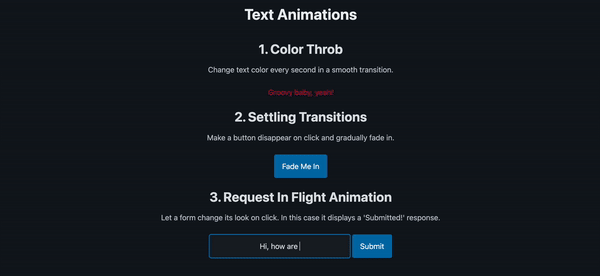 Text Animations
1. Color Throb
Change text color every second in a smooth transition.
Groovy baby, yeah!
2. Settling Transitions
Make a button disappear on click and gradually fade in.
Fade Me In
3. Request In Flight Animation
Let a form change its look on click. In this case it displays a 'Submitted!' response.
Hi, how are
Submit